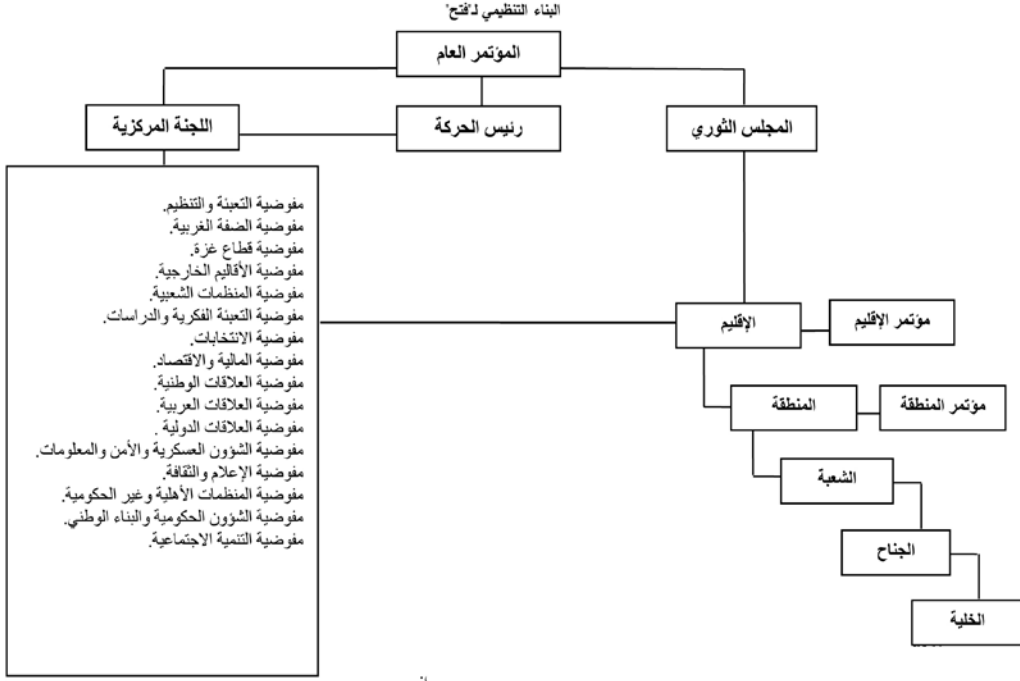 البناء التنظيمي لـ"فتح"
المؤتمر العام
المجلس الثوري
رئيس الحركة
اللجنة المركزية
مفوضية التعبئة والتنظيم.
مفوضية الضفة الغربية.
مفوضية قطاع غزة.
مفوضية الأقاليم الخارجية.
مفوضية المنظمات الشعبية.
مفوضية التعبئة الفكرية والدراسات.
مفوضية الانتخابات.
مفوضية المالية والاقتصاد.
مفوضية العلاقات الوطنية.
مفوضية العلاقات العربية.
مفوضية العلاقات الدولية .
مفوضية الشؤون العسكرية والأمن والمعلومات.
مفوضية الإعلام والثقافة.
مفوضية المنظمات الأهلية وغير الحكومية.
مفوضية الشؤون الحكومية والبناء الوطني.
مفوضية التنمية الاجتماعية.
مؤتمر الإقليم
الإقليم
مؤتمر المنطقة
المنطقة
الشعبة
الجناح
الخلية